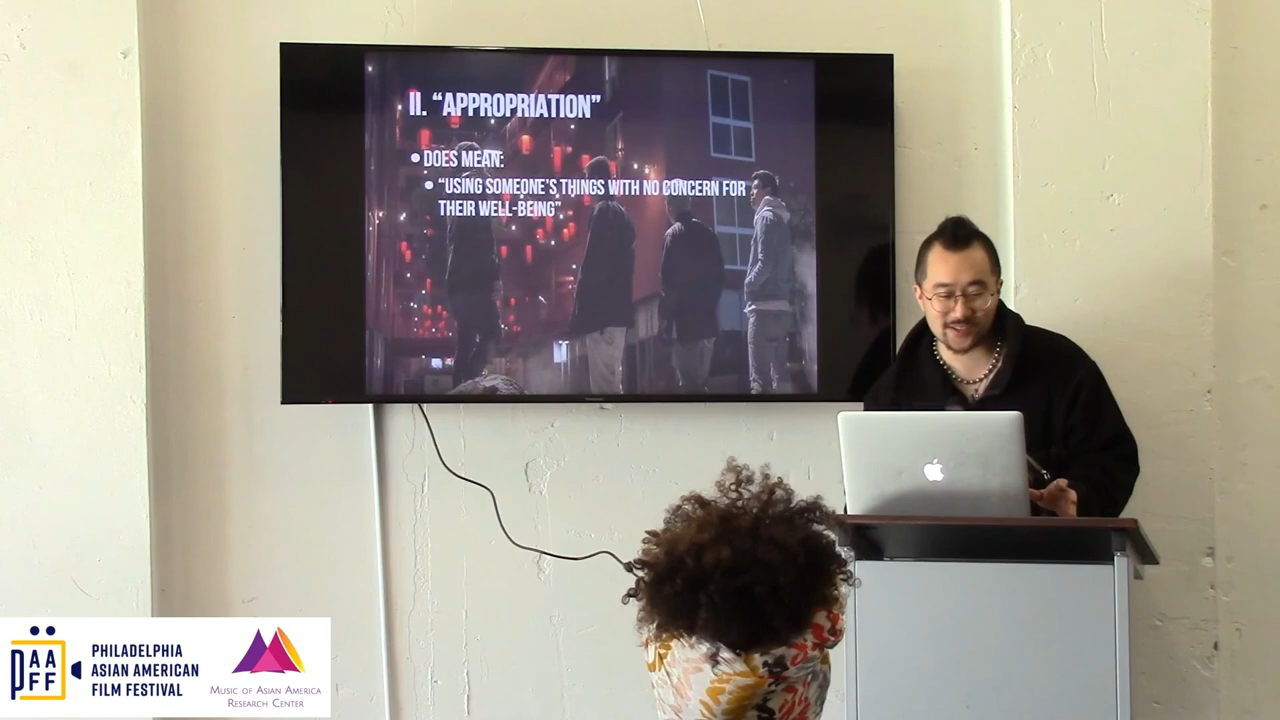 II. “APPROPRIATION”
• DOES MEAN:
• “USING SOMEONE’S THINGS WITH NO CONCERN FOR
THEIR WELL-BEING”
PAAFF
PHILADELPHIA
ASIAN AMERICAN
FILM FESTIVAL
MUSIC OF ASIAN AMERICA
RESEARCH CENTER